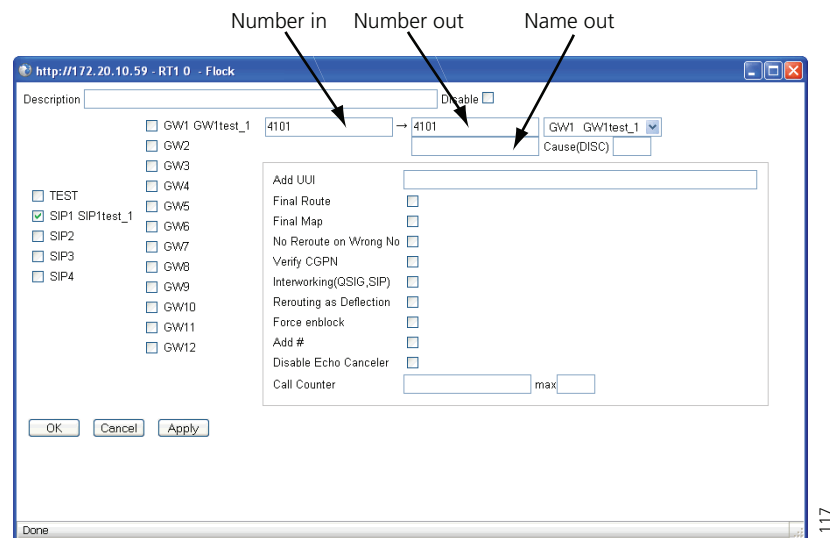 Number in Number out Name out
http://172.20.10.59 - RT1 0 - Flock
Description Disable
GW1 GW1test_1 4101 → 4101 GW1 GW1test_1
GW2 Cause(DISC)
GW3
GW4
GW5
GW6
GW7
GW8
GW9
GW10
GW11
GW12
TEST
SIP1 SIP1test_1
SIP2
SIP3
SIP4
Add UUI
Final Route
Final Map
No Reroute on Wrong No
Verify CGPN
Interworking(QSIG,SIP)
Rerouting as Deflection
Force enblock
Add #
Disable Echo Canceler
Call Counter max
OK Cancel Apply
Done
117